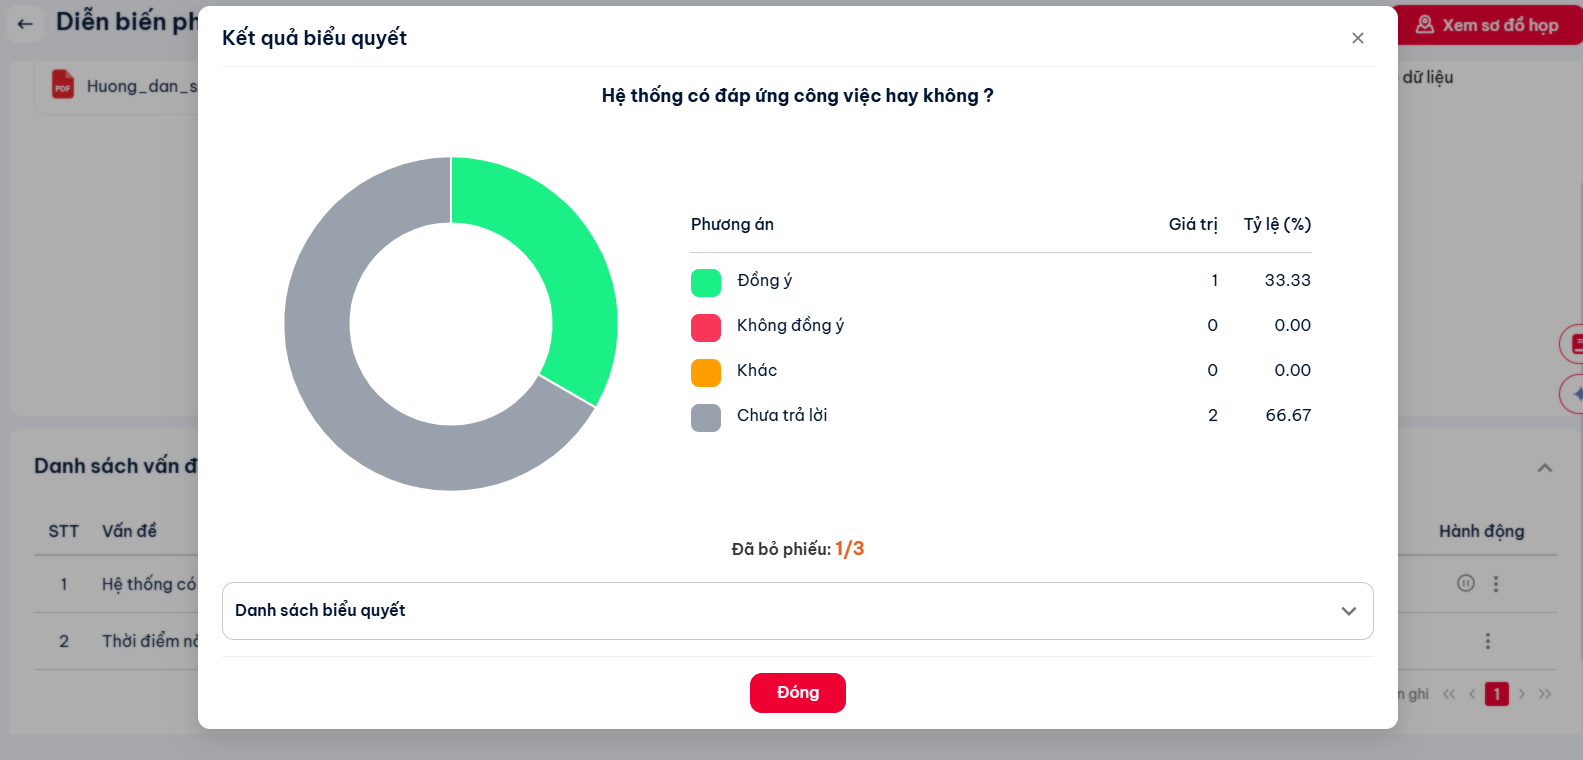 Diễn biến ph
Xem sơ đồ họp
Kết quả biểu quyết
PDF
Huong_dan_s
dữ liệu
Hệ thống có đáp ứng công việc hay không ?
Phương án Giá trị Tỷ lệ (%)
Đồng ý 1 33.33
Không đồng ý 0 0.00
Khác 0 0.00
Chưa trả lời 2 66.67
Danh sách vấn đ
STT Vấn đề Hành động
Đã bỏ phiếu: 1/3
1 Hệ thống có
Danh sách biểu quyết
2 Thời điểm nà
Đóng
n ghi
1